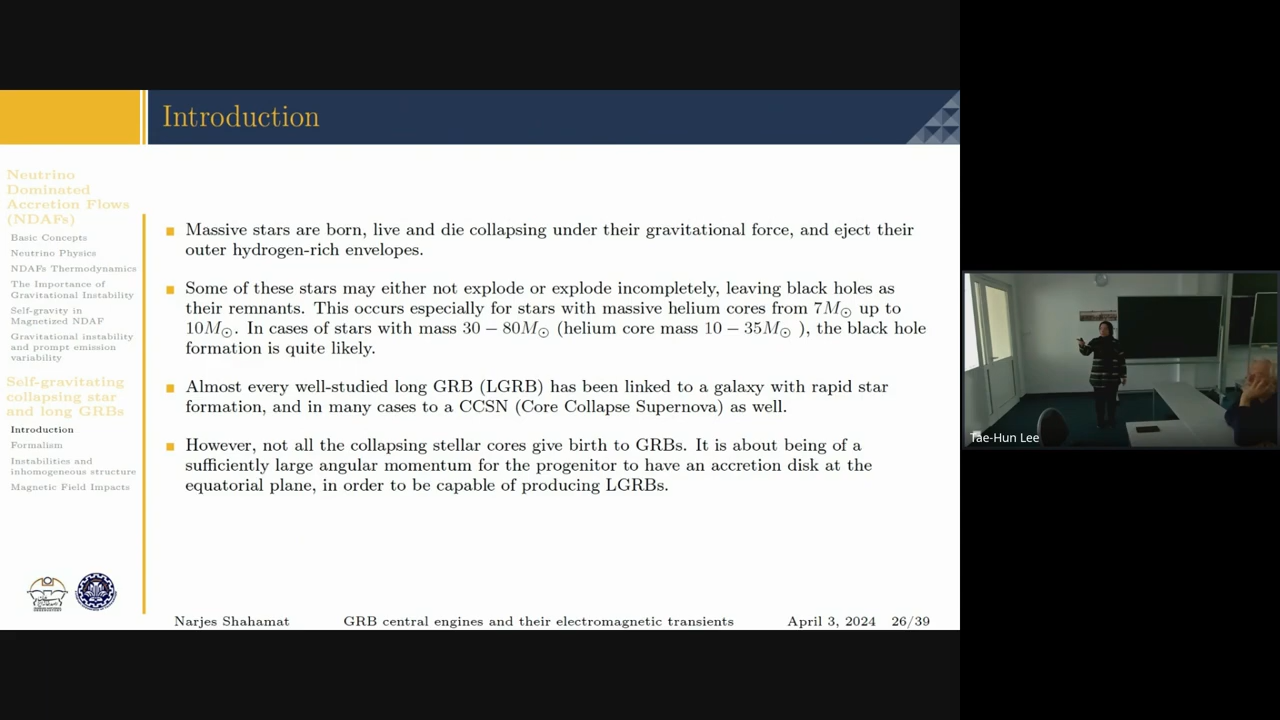 Introduction
Neutrino
Dominated
Accretion Flows
(NDAFs)
Basic Concepts
Neutrino Physics
NDAFs Thermodynamics
The Importance of
Gravitational Instability
Self-gravity in
Magnetized NDAF
Gravitational instability
and prompt emission
variability
Self-gravitating
collapsing star
and long GRBs
Introduction
Formalism
Instabilities and
inhomogeneous structure
Magnetic Field Impacts
Massive stars are born, live and die collapsing under their gravitational force, and eject their
outer hydrogen-rich envelopes.
Some of these stars may either not explode or explode incompletely, leaving black holes as
their remnants. This occurs especially for stars with massive helium cores from 7M⊙ up to
10M⊙. In cases of stars with mass 30 − 80M⊙ (helium core mass 10 − 35M⊙ ), the black hole
formation is quite likely.
Almost every well-studied long GRB (LGRB) has been linked to a galaxy with rapid star
formation, and in many cases to a CCSN (Core Collapse Supernova) as well.
However, not all the collapsing stellar cores give birth to GRBs. It is about being of a
sufficiently large angular momentum for the progenitor to have an accretion disk at the
equatorial plane, in order to be capable of producing LGRBs.
Narjes Shahamat GRB central engines and their electromagnetic transients April 3, 2024 26/39
Tae-Hun Lee